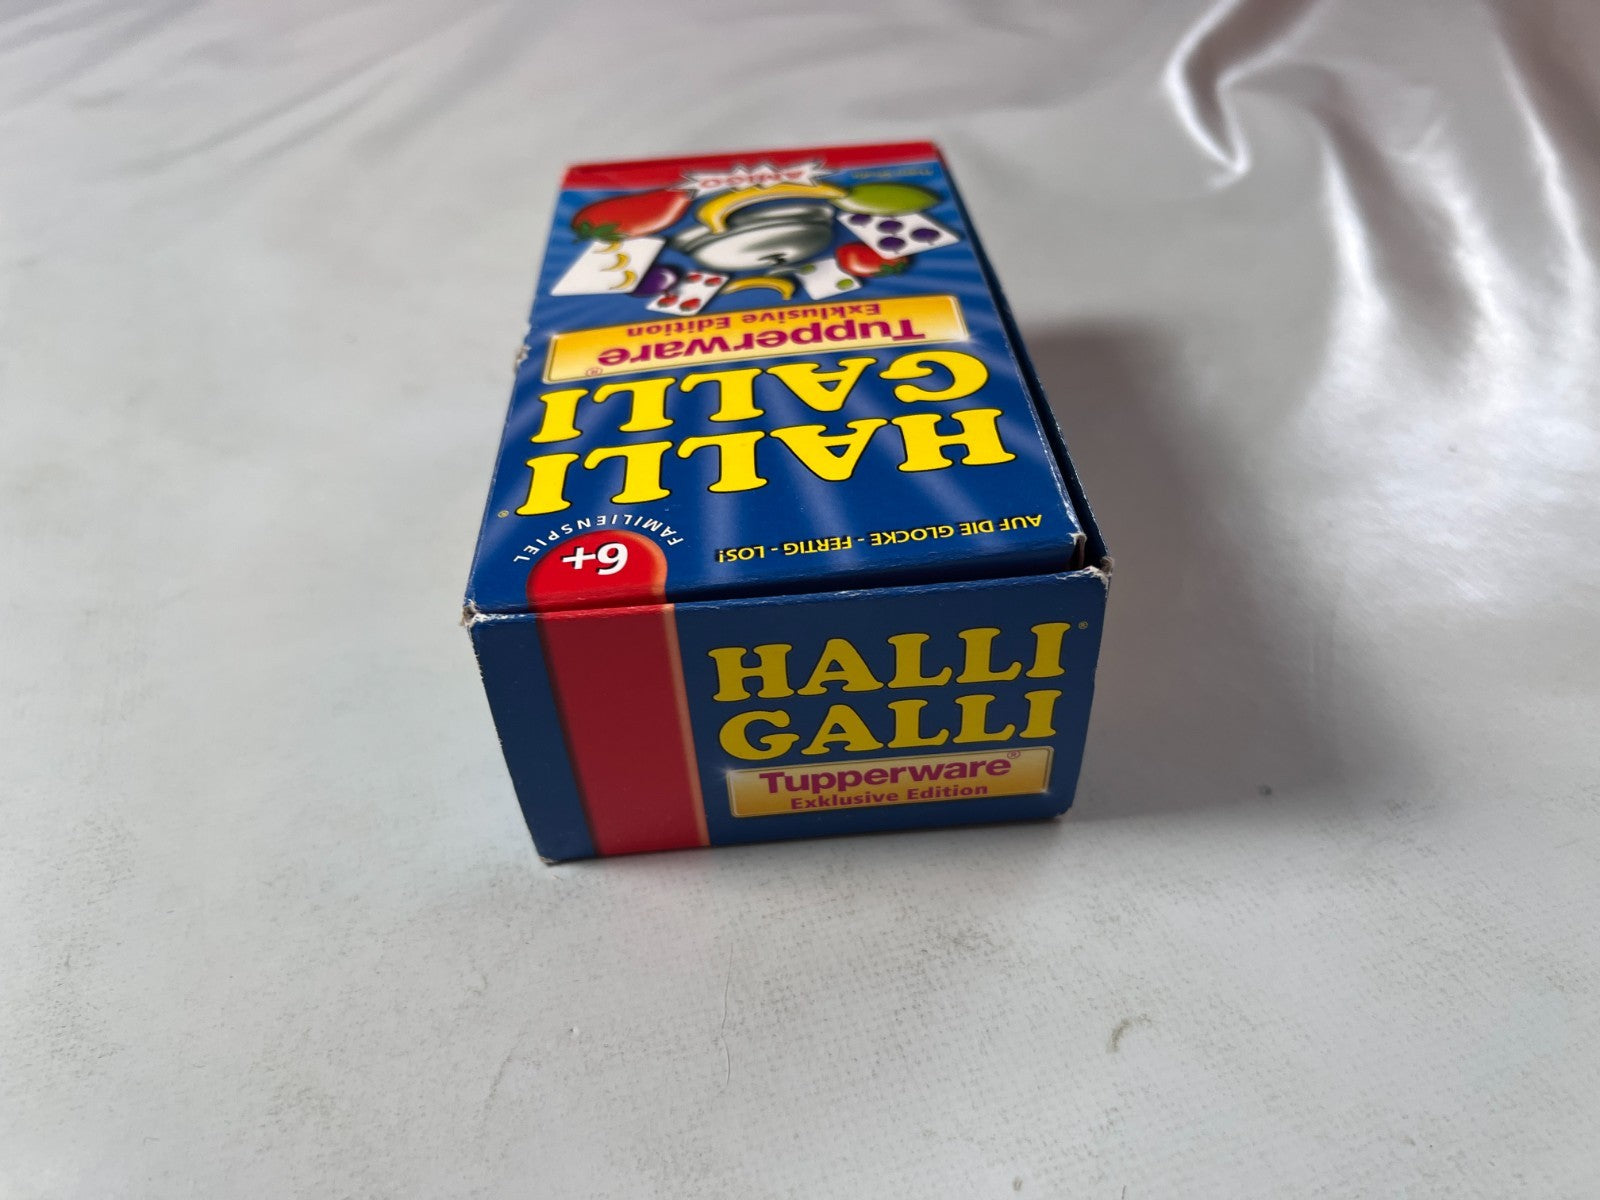 AMIGO
HALLI
GALLI®
Tupperware®
Exklusive Edition
AUF DIE GLOCKE - FERTIG - LOS!
FAMILIENSPIEL
6+
HALLI®
GALLI
Tupperware®
Exklusive Edition